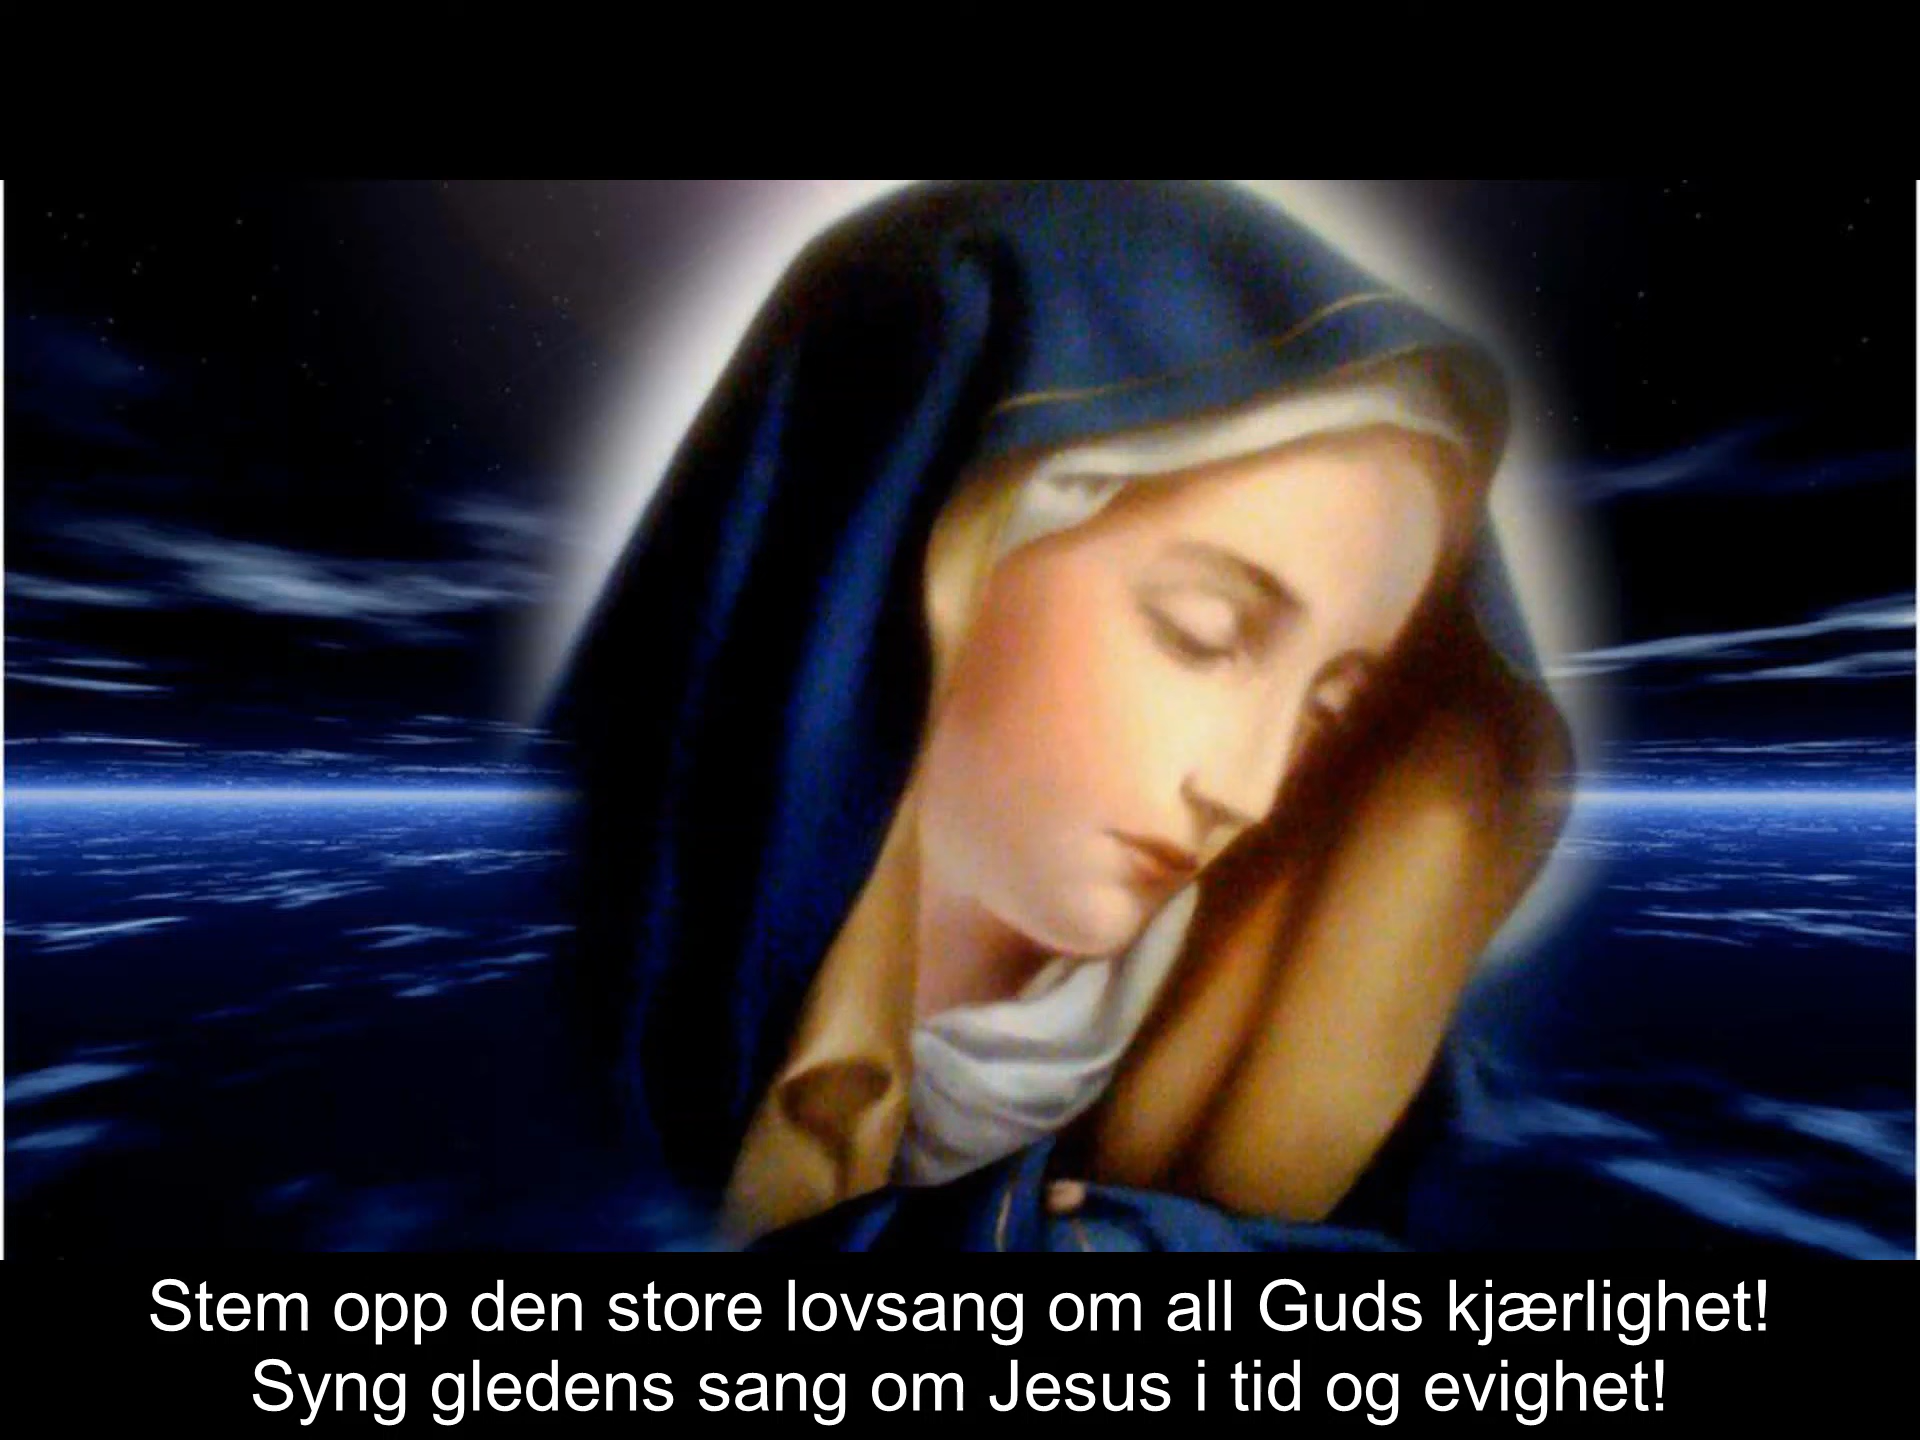 Stem opp den store lovsang om all Guds kjærlighet!
Syng gledens sang om Jesus i tid og evighet!